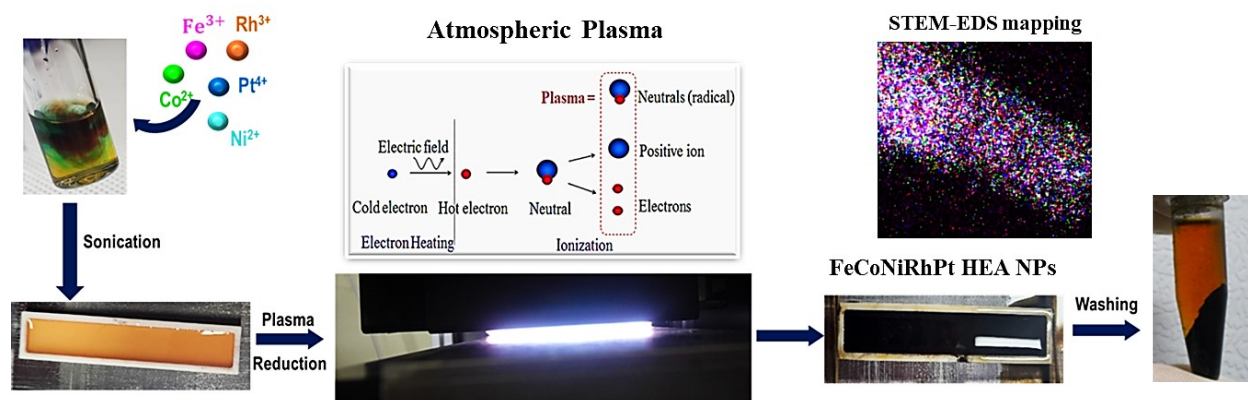 Fe³⁺
Rh³⁺
Co²⁺
Pt⁴⁺
Ni²⁺
Sonication
Atmospheric Plasma
Plasma =
Neutrals (radical)
Electric field
Positive ion
Cold electron
Hot electron
Neutral
Electrons
Electron Heating
Ionization
Plasma
Reduction
STEM-EDS mapping
FeCoNiRhPt HEA NPs
Washing